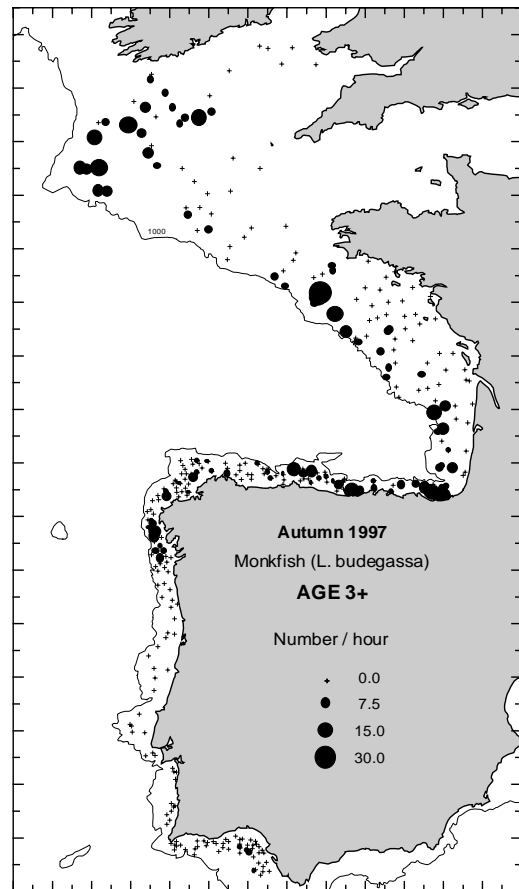 1000
Autumn 1997
Monkfish (L. budegassa)
AGE 3+
Number / hour
0.0
7.5
15.0
30.0